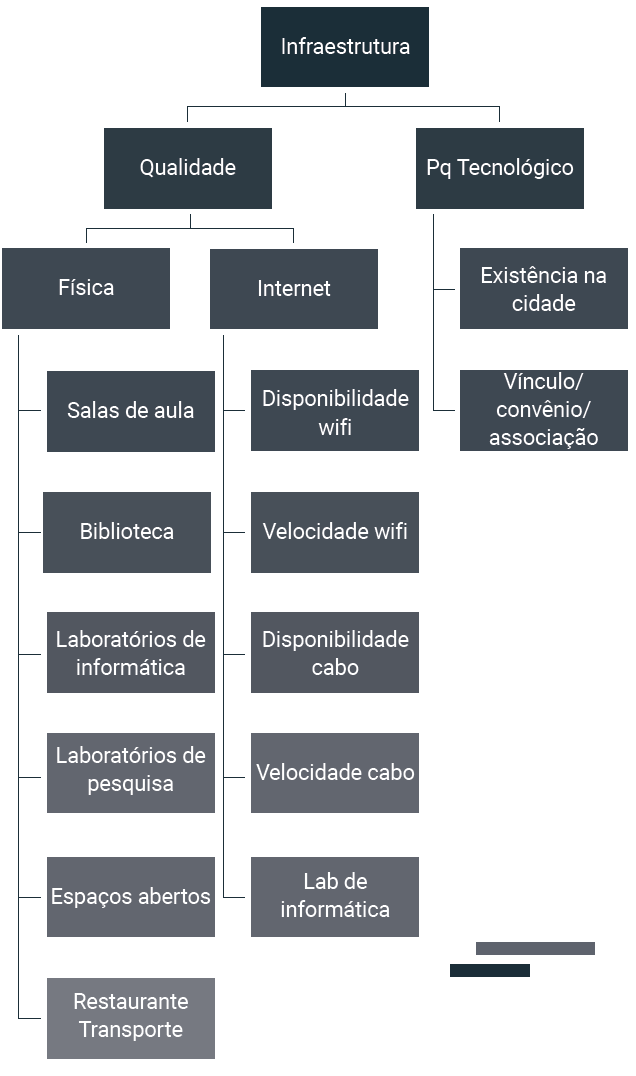 Infraestrutura
Qualidade
Pq Tecnológico
Física
Internet
Existência na
cidade
Salas de aula
Disponibilidade
wifi
Vínculo/
convênio/
associação
Biblioteca
Velocidade wifi
Laboratórios de
informática
Disponibilidade
cabo
Laboratórios de
pesquisa
Velocidade cabo
Espaços abertos
Lab de
informática
Restaurante
Transporte